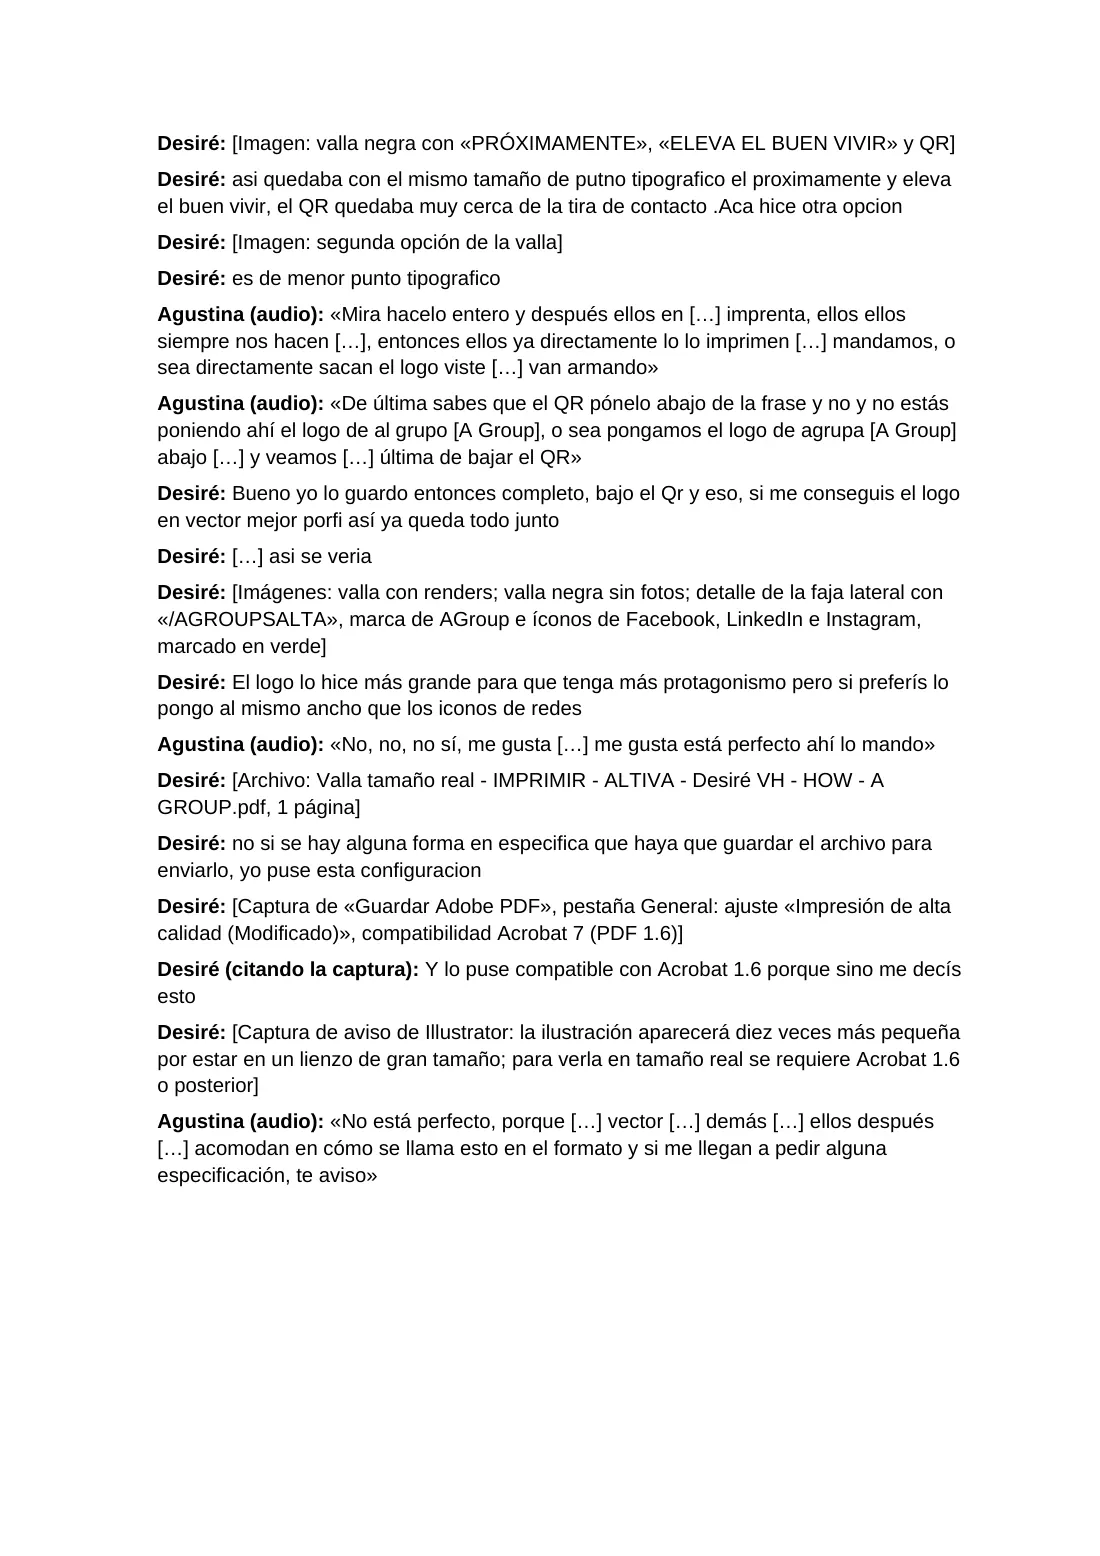 Desiré: [Imagen: valla negra con «PRÓXIMAMENTE», «ELEVA EL BUEN VIVIR» y QR]
Desiré: asi quedaba con el mismo tamaño de putno tipografico el proximamente y eleva
el buen vivir, el QR quedaba muy cerca de la tira de contacto .Aca hice otra opcion
Desiré: [Imagen: segunda opción de la valla]
Desiré: es de menor punto tipografico
Agustina (audio): «Mira hacelo entero y después ellos en […] imprenta, ellos ellos
siempre nos hacen […], entonces ellos ya directamente lo lo imprimen […] mandamos, o
sea directamente sacan el logo viste […] van armando»
Agustina (audio): «De última sabes que el QR pónelo abajo de la frase y no y no estás
poniendo ahí el logo de al grupo [A Group], o sea pongamos el logo de agrupa [A Group]
abajo […] y veamos […] última de bajar el QR»
Desiré: Bueno yo lo guardo entonces completo, bajo el Qr y eso, si me conseguis el logo
en vector mejor porfi así ya queda todo junto
Desiré: […] asi se veria
Desiré: [Imágenes: valla con renders; valla negra sin fotos; detalle de la faja lateral con
«/AGROUPSALTA», marca de AGroup e íconos de Facebook, LinkedIn e Instagram,
marcado en verde]
Desiré: El logo lo hice más grande para que tenga más protagonismo pero si preferís lo
pongo al mismo ancho que los iconos de redes
Agustina (audio): «No, no, no sí, me gusta […] me gusta está perfecto ahí lo mando»
Desiré: [Archivo: Valla tamaño real - IMPRIMIR - ALTIVA - Desiré VH - HOW - A
GROUP.pdf, 1 página]
Desiré: no si se hay alguna forma en especifica que haya que guardar el archivo para
enviarlo, yo puse esta configuracion
Desiré: [Captura de «Guardar Adobe PDF», pestaña General: ajuste «Impresión de alta
calidad (Modificado)», compatibilidad Acrobat 7 (PDF 1.6)]
Desiré (citando la captura): Y lo puse compatible con Acrobat 1.6 porque sino me decís
esto
Desiré: [Captura de aviso de Illustrator: la ilustración aparecerá diez veces más pequeña
por estar en un lienzo de gran tamaño; para verla en tamaño real se requiere Acrobat 1.6
o posterior]
Agustina (audio): «No está perfecto, porque […] vector […] demás […] ellos después
[…] acomodan en cómo se llama esto en el formato y si me llegan a pedir alguna
especificación, te aviso»